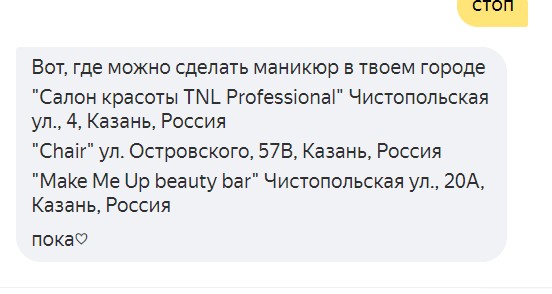 стоп
Вот, где можно сделать маникюр в твоем городе
"Салон красоты TNL Professional" Чистопольская
ул., 4, Казань, Россия
"Chair" ул. Островского, 57В, Казань, Россия
"Make Me Up beauty bar" Чистопольская ул., 20А,
Казань, Россия
пока♡